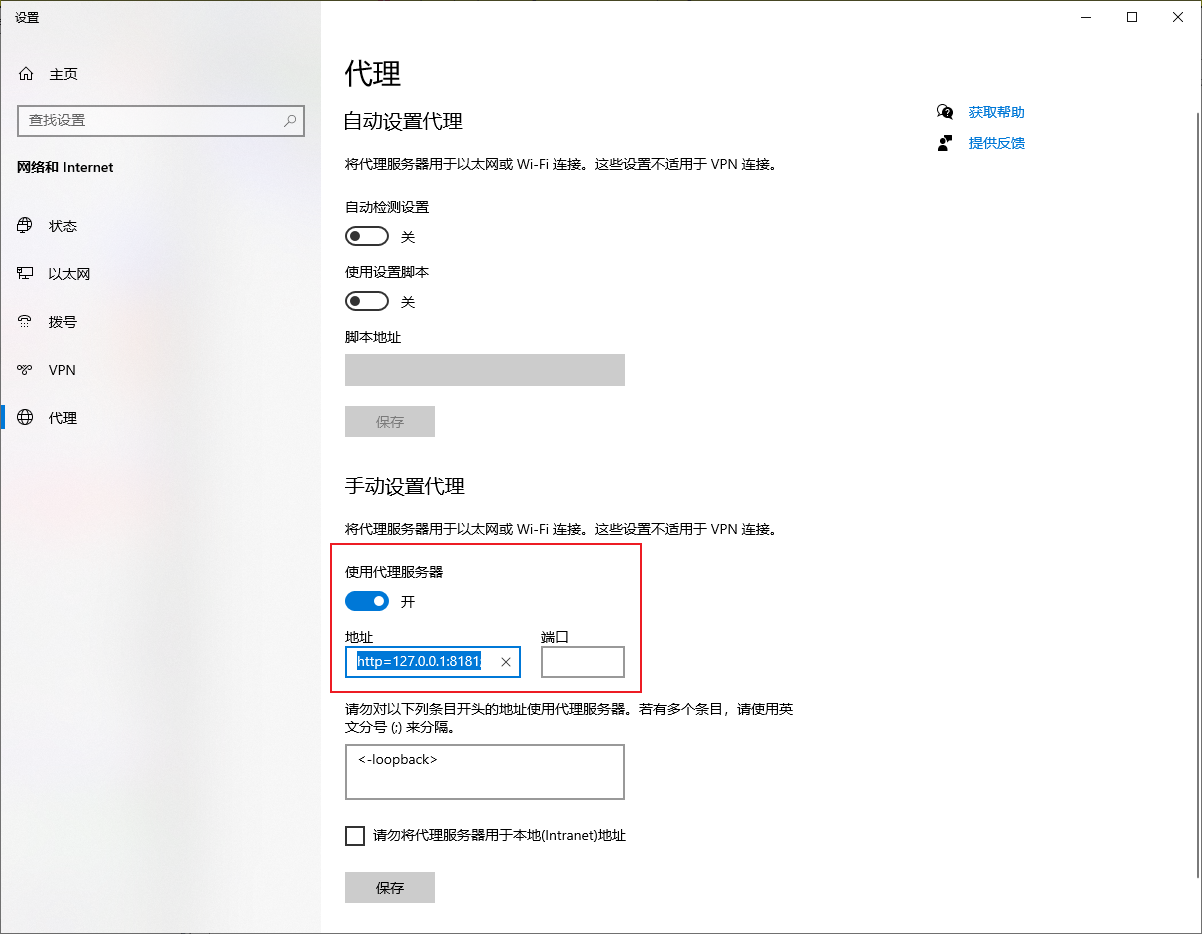 设置
主页
查找设置
网络和 Internet
状态
以太网
拨号
VPN
代理
代理
自动设置代理
将代理服务器用于以太网或 Wi-Fi 连接。这些设置不适用于 VPN 连接。
自动检测设置
关
使用设置脚本
关
脚本地址
保存
手动设置代理
将代理服务器用于以太网或 Wi-Fi 连接。这些设置不适用于 VPN 连接。
使用代理服务器
开
地址 端口
http=127.0.0.1:8181;
请勿对以下列条目开头的地址使用代理服务器。若有多个条目，请使用英
文分号 (;) 来分隔。
<-loopback>
请勿将代理服务器用于本地(Intranet)地址
保存
获取帮助
提供反馈